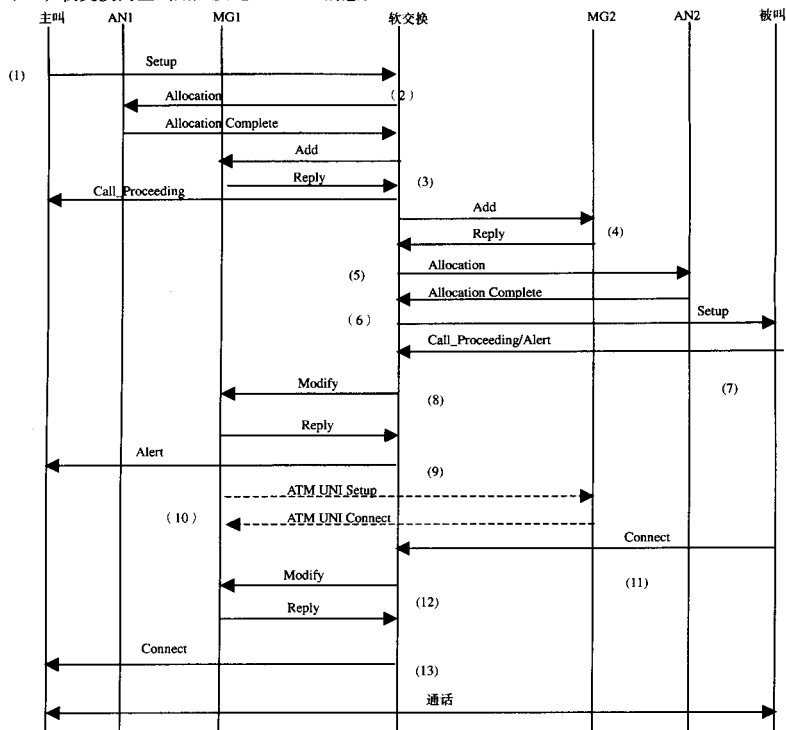 主叫 AN1 MG1 软交换 MG2 AN2 被叫
(1) Setup
Allocation (2)
Allocation Complete
Add
Reply (3)
Call_Proceeding
Add
Reply (4)
(5) Allocation
Allocation Complete
(6) Setup
Call_Proceeding/Alert
Modify (7)
(8)
Reply
Alert
(9)
ATM UNI Setup
(10) ATM UNI Connect
Connect
Modify (11)
(12)
Reply
Connect
(13)
通话